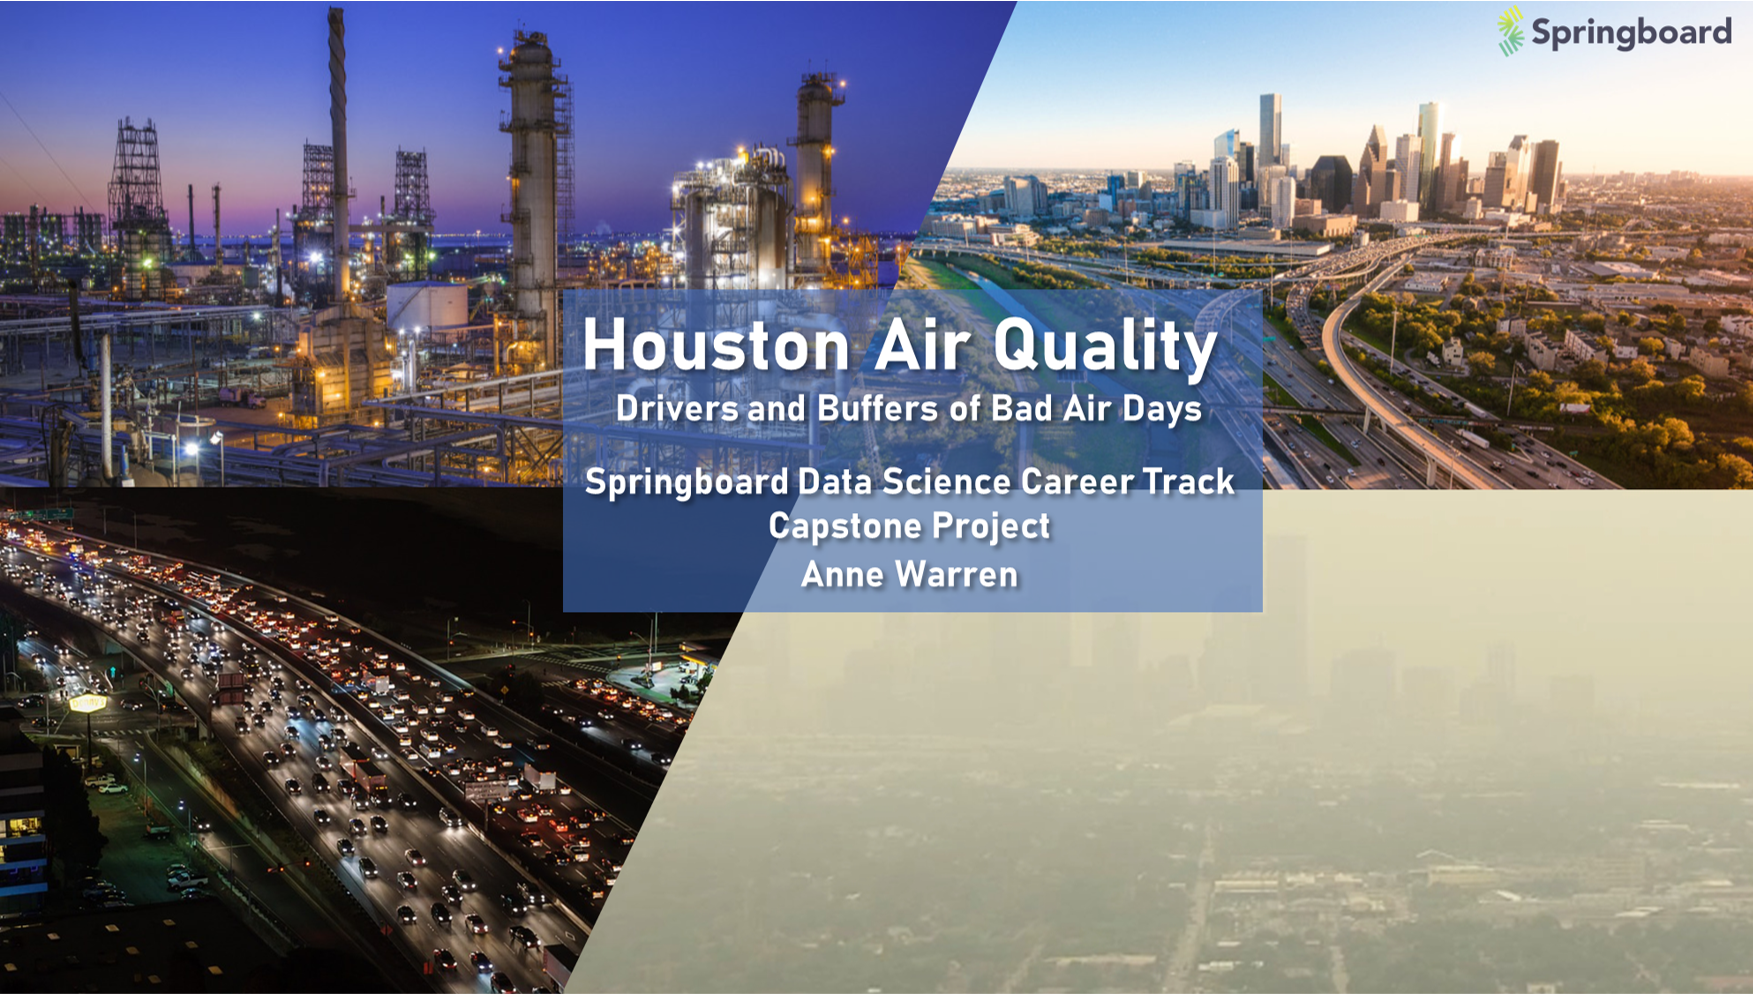 Springboard
Houston Air Quality
Drivers and Buffers of Bad Air Days
Springboard Data Science Career Track
Capstone Project
Anne Warren